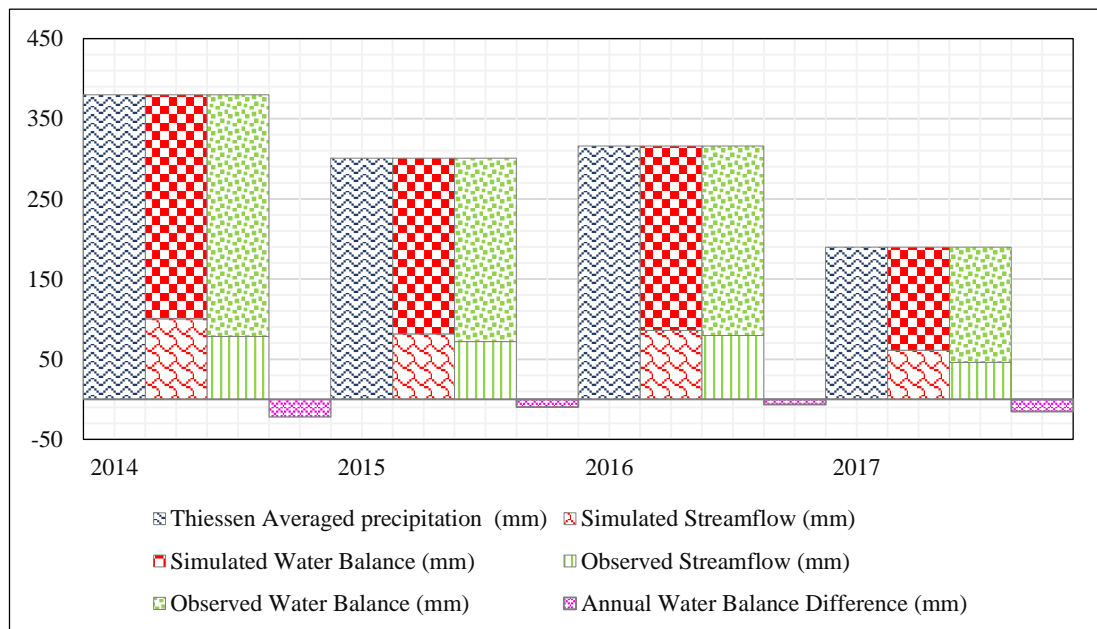 450
350
250
150
50
-50
2014 2015 2016 2017
Thiessen Averaged precipitation  (mm) Simulated Streamflow (mm)
Simulated Water Balance (mm) Observed Streamflow (mm)
Observed Water Balance (mm) Annual Water Balance Difference (mm)